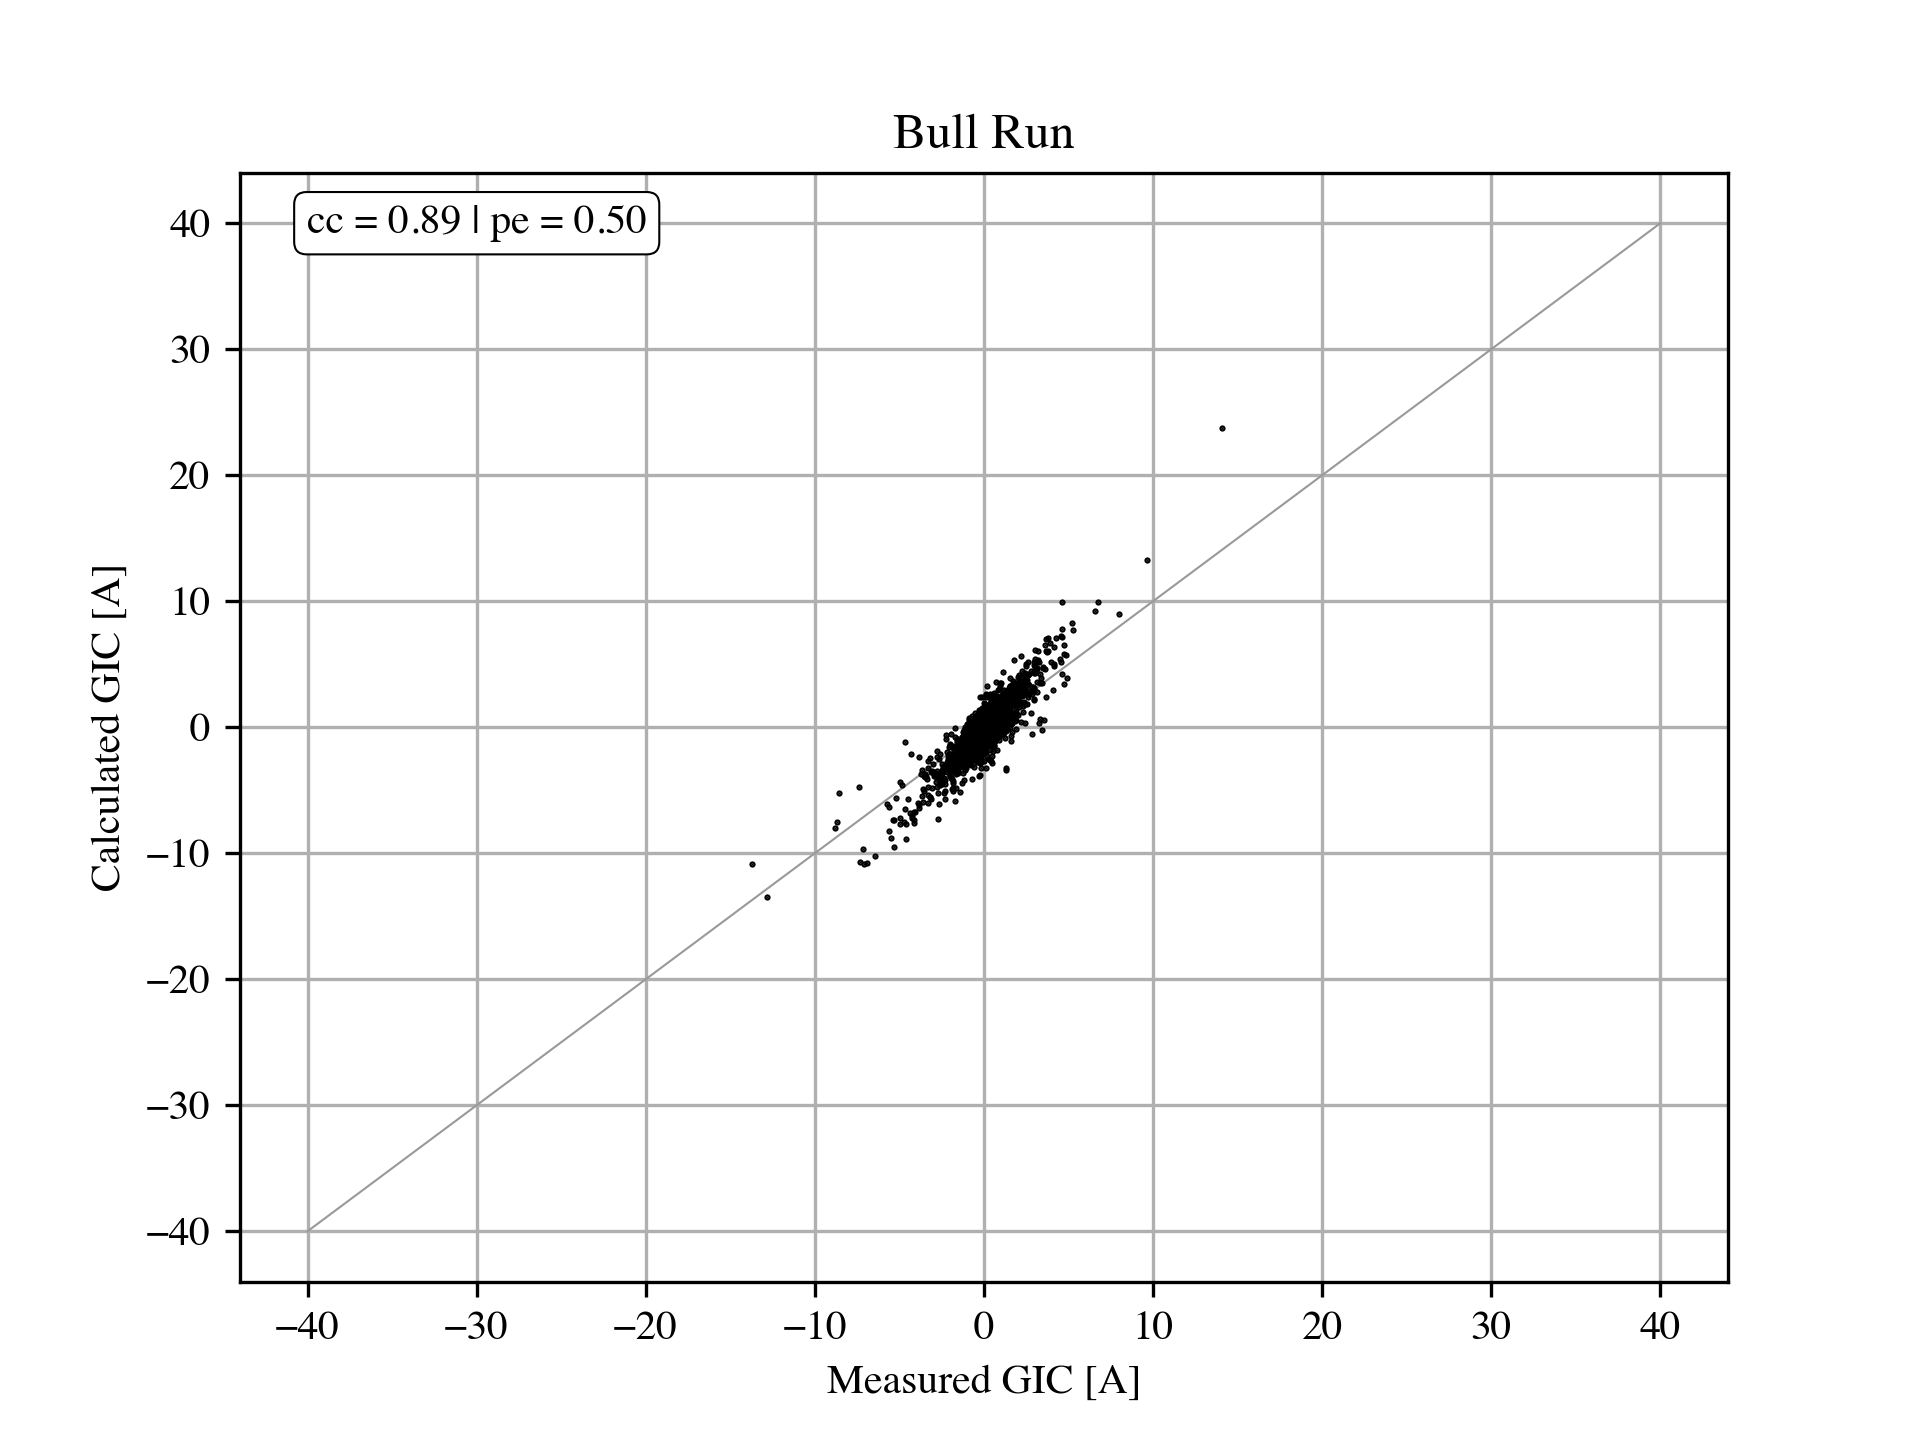 Bull Run
cc = 0.89 | pe = 0.50
40
30
20
10
0
−10
−20
−30
−40
Calculated GIC [A]
−40 −30 −20 −10 0 10 20 30 40
Measured GIC [A]